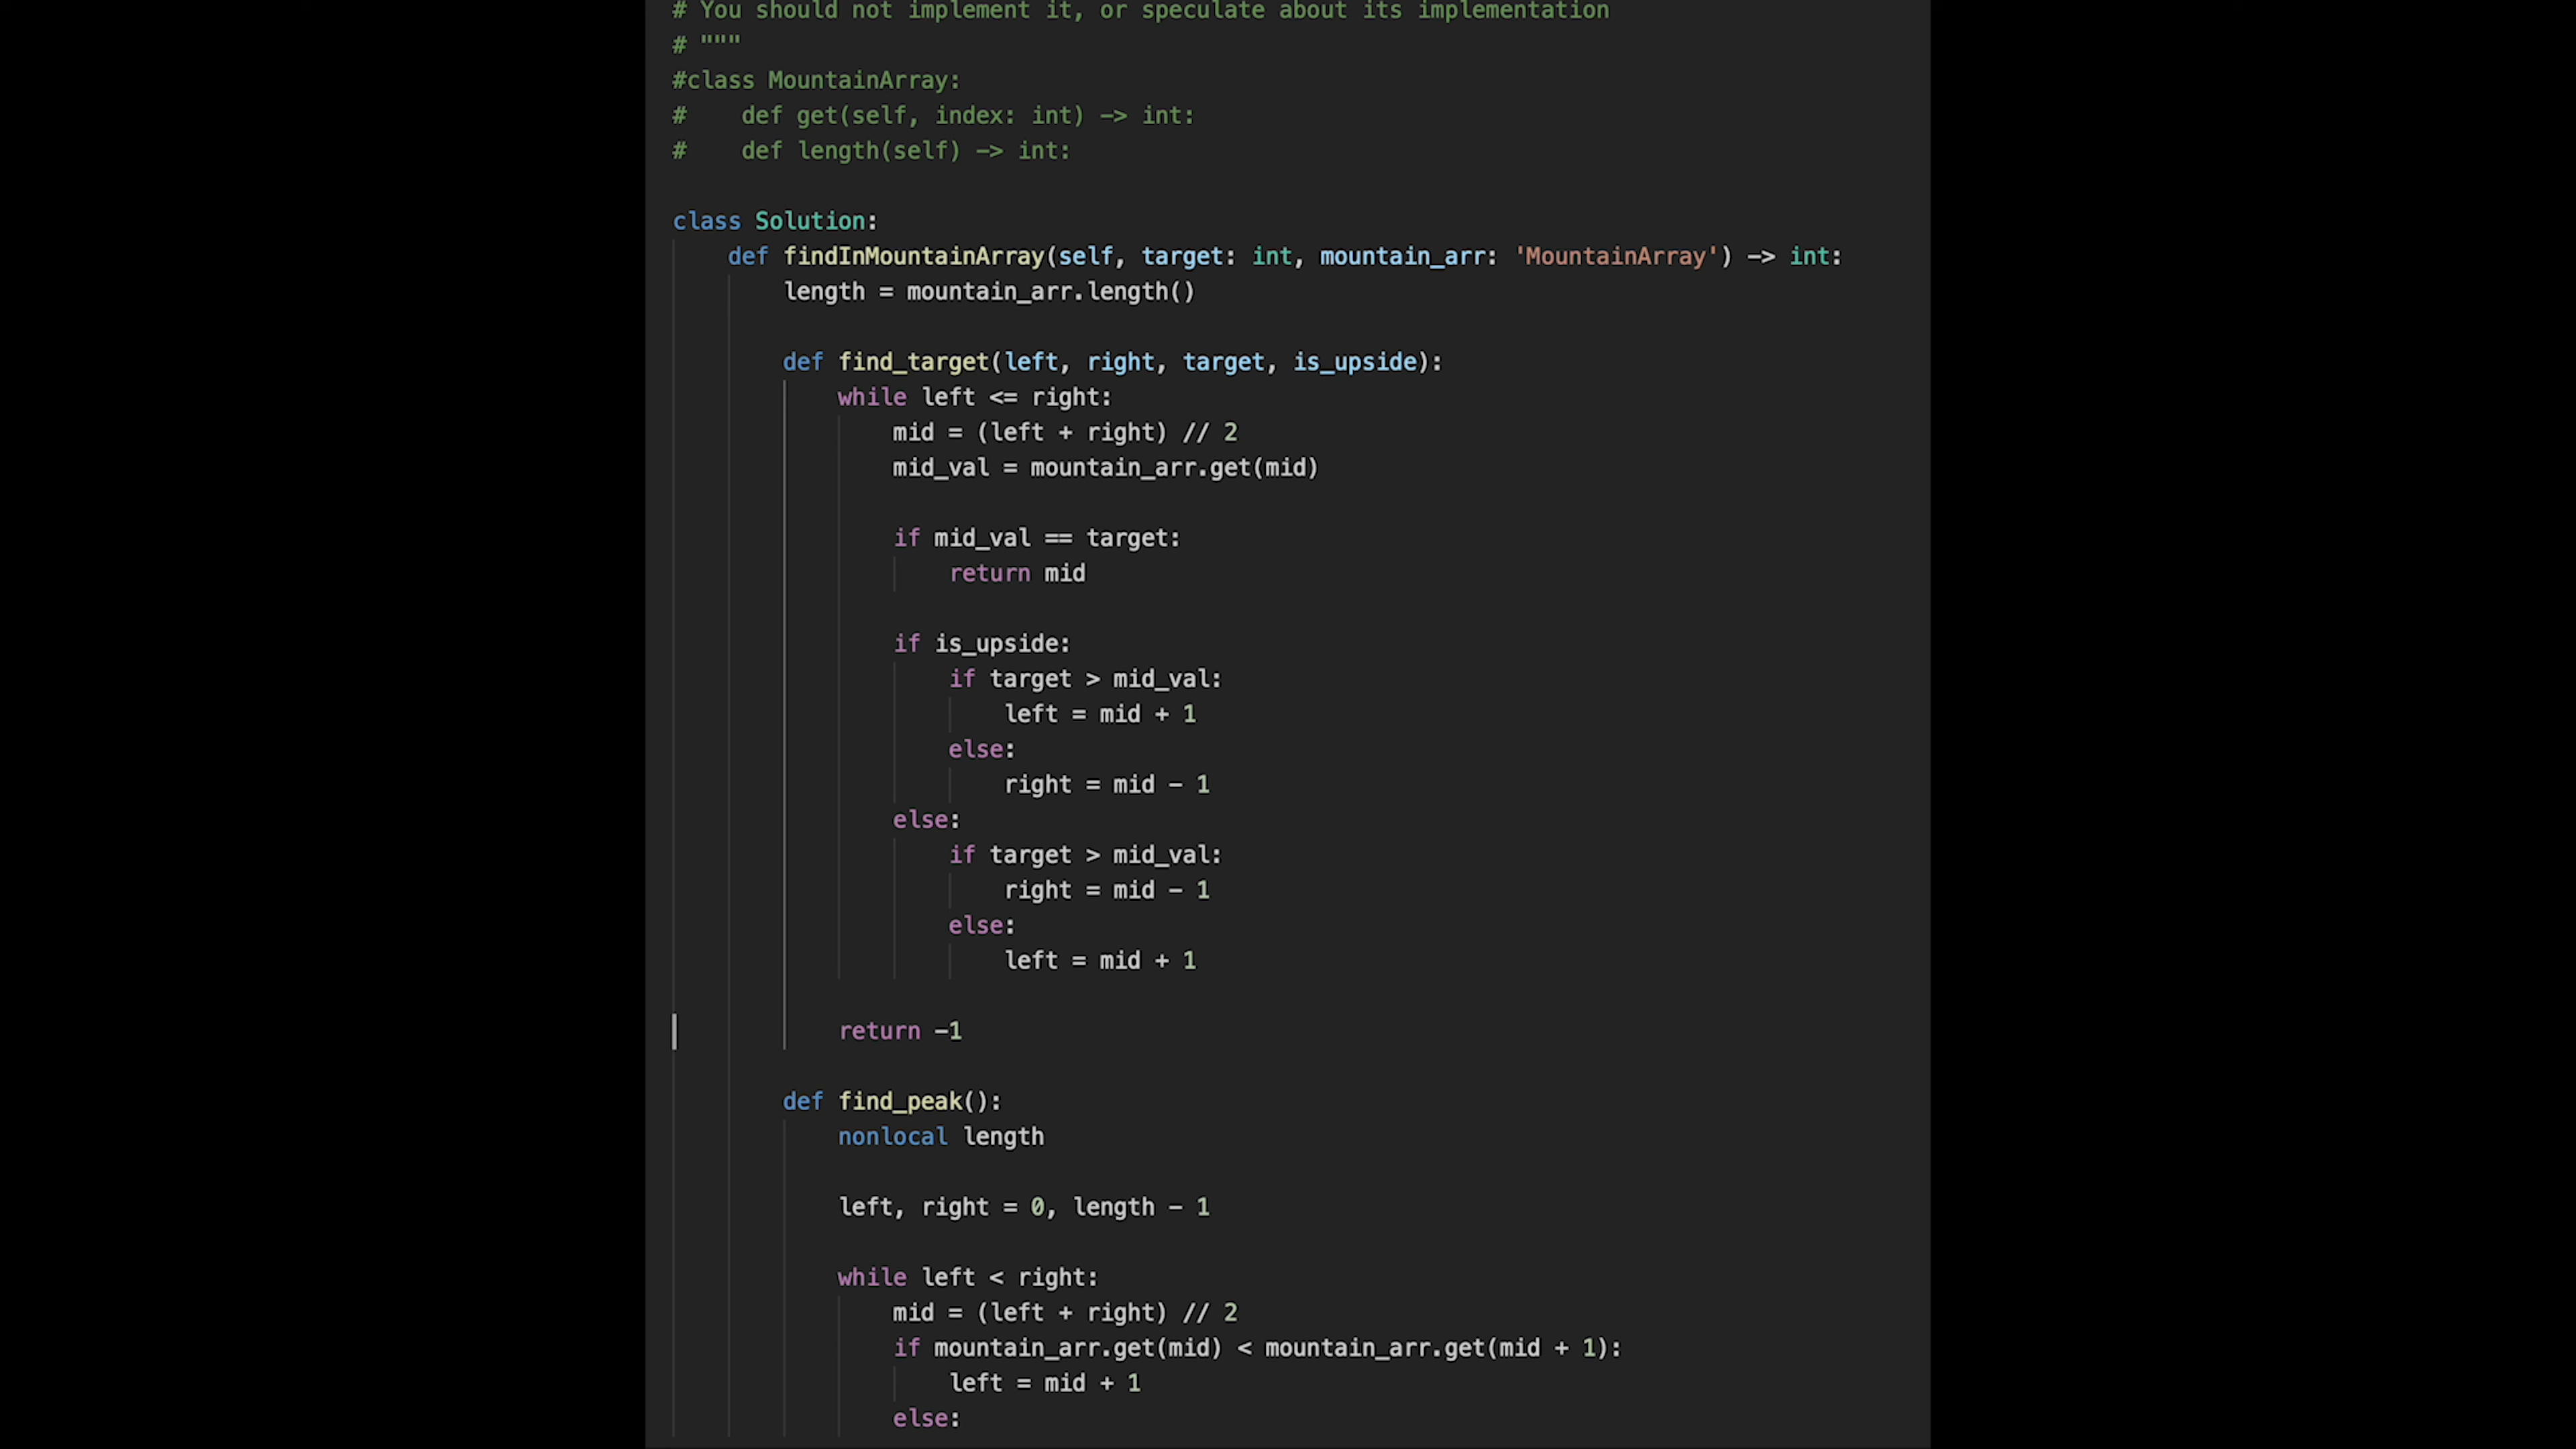 # You should not implement it, or speculate about its implementation
# """
#class MountainArray:
#    def get(self, index: int) -> int:
#    def length(self) -> int:
class Solution:
    def findInMountainArray(self, target: int, mountain_arr: 'MountainArray') -> int:
        length = mountain_arr.length()
        def find_target(left, right, target, is_upside):
            while left <= right:
                mid = (left + right) // 2
                mid_val = mountain_arr.get(mid)
                if mid_val == target:
                    return mid
                if is_upside:
                    if target > mid_val:
                        left = mid + 1
                    else:
                        right = mid - 1
                else:
                    if target > mid_val:
                        right = mid - 1
                    else:
                        left = mid + 1
            return -1
        def find_peak():
            nonlocal length
            left, right = 0, length - 1
            while left < right:
                mid = (left + right) // 2
                if mountain_arr.get(mid) < mountain_arr.get(mid + 1):
                    left = mid + 1
                else: